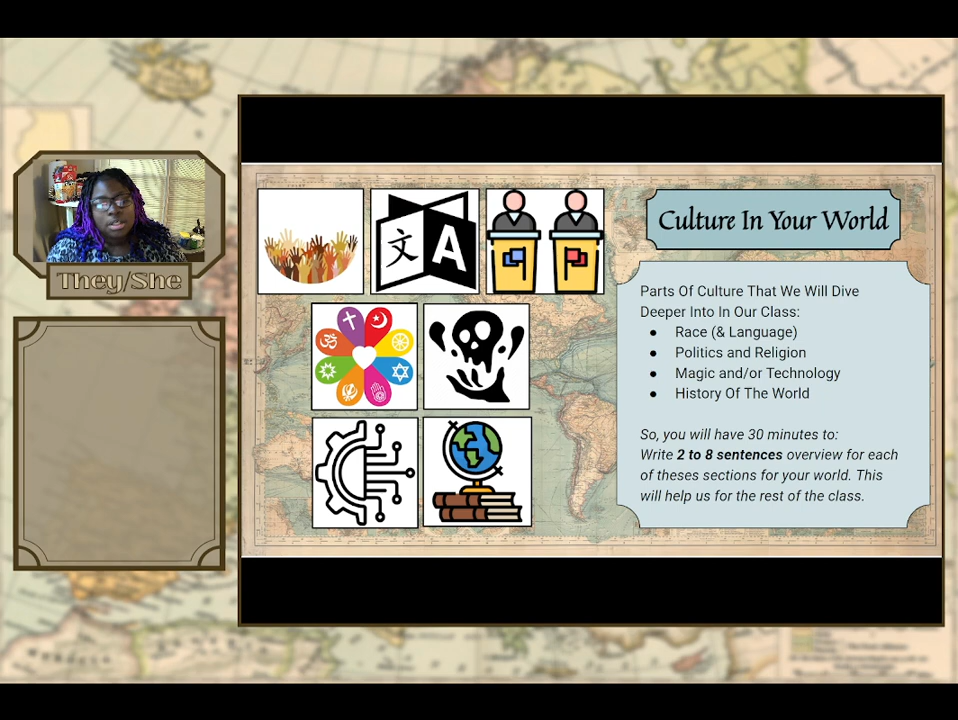 They/She
文 A
Culture In Your World
Parts Of Culture That We Will Dive
Deeper Into In Our Class:
● Race (& Language)
● Politics and Religion
● Magic and/or Technology
● History Of The World
So, you will have 30 minutes to:
Write 2 to 8 sentences overview for each
of theses sections for your world. This
will help us for the rest of the class.